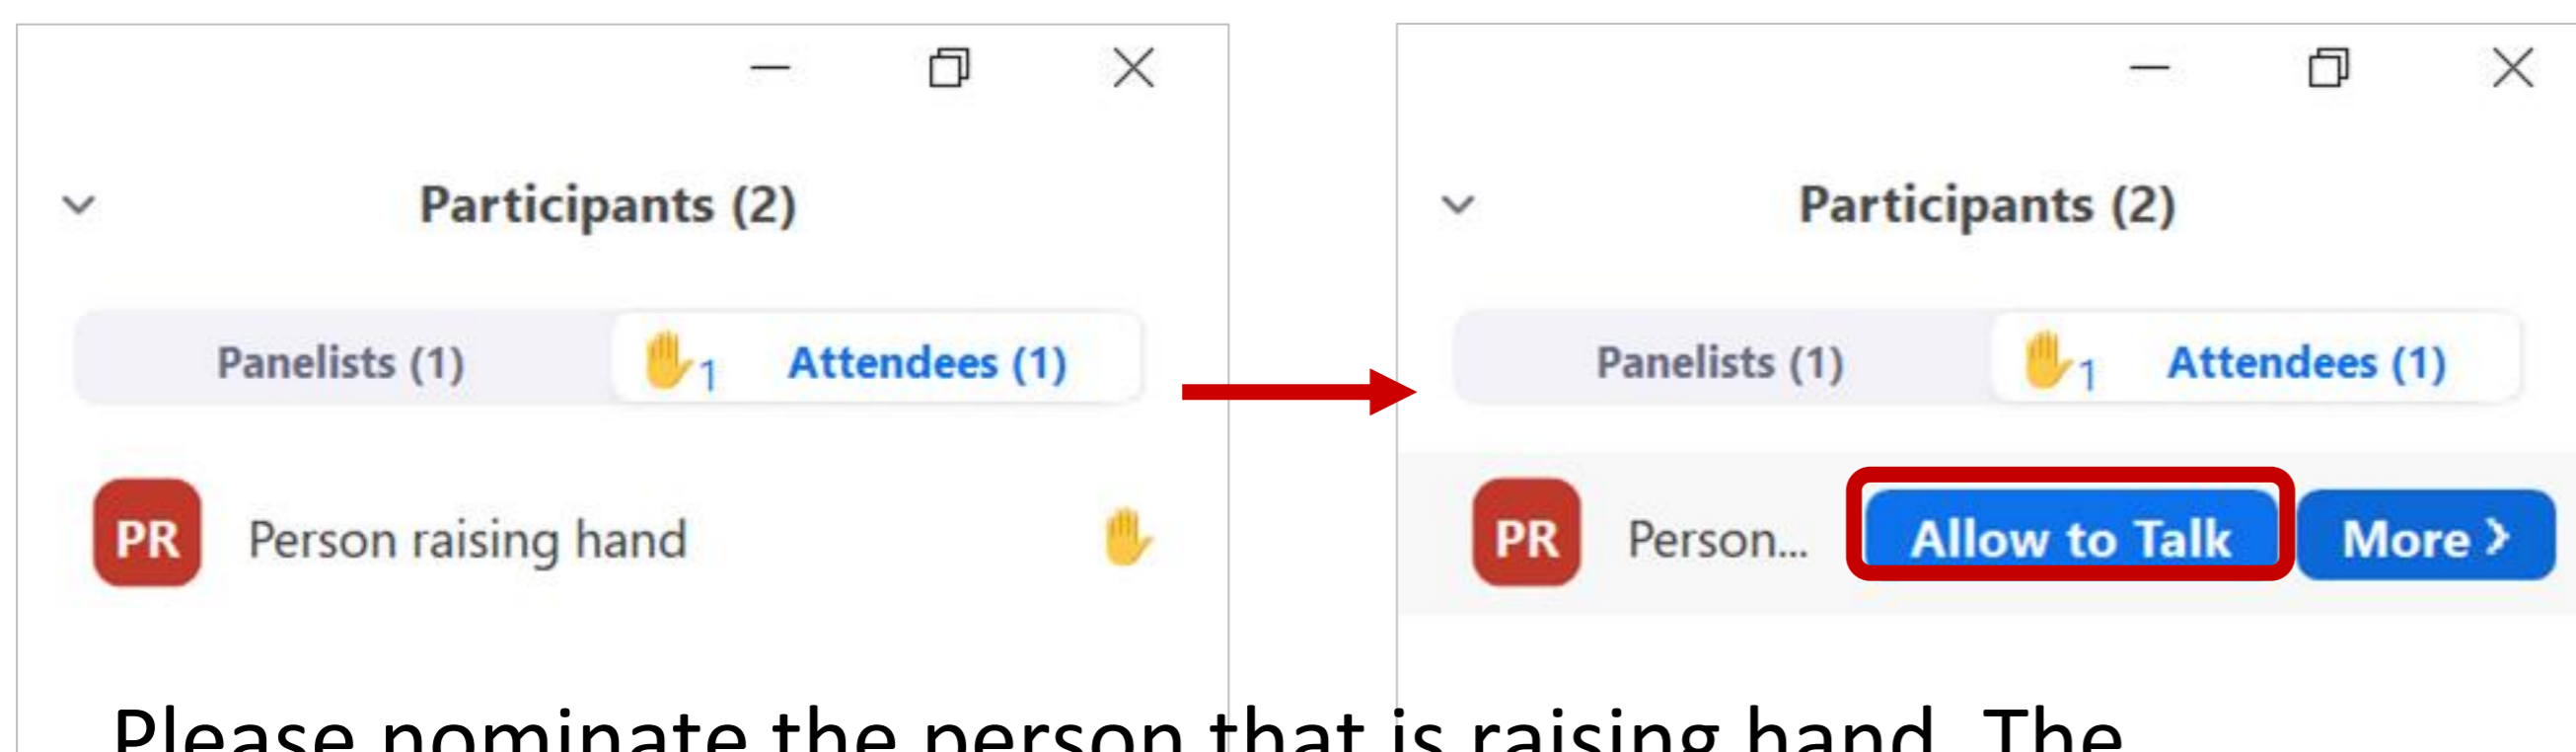 Participants (2)
Panelists (1) 1 Attendees (1)
PR Person raising hand
Participants (2)
Panelists (1) 1 Attendees (1)
PR Person... Allow to Talk More
Please nominate the person that is raising hand. The